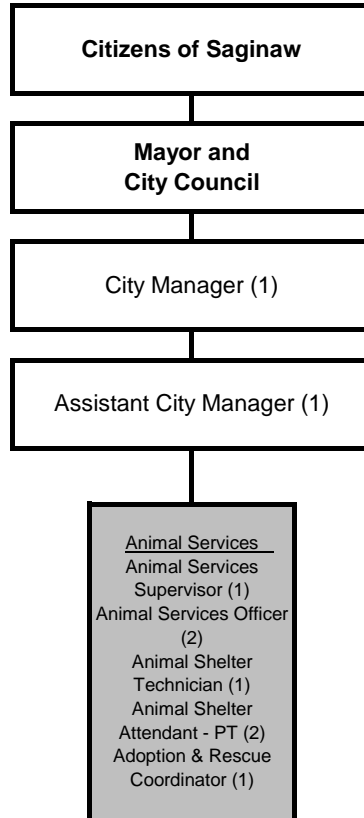 Citizens of Saginaw
Mayor and
City Council
City Manager (1)
Assistant City Manager (1)
Animal Services
Animal Services
Supervisor (1)
Animal Services Officer
(2)
Animal Shelter
Technician (1)
Animal Shelter
Attendant - PT (2)
Adoption & Rescue
Coordinator (1)